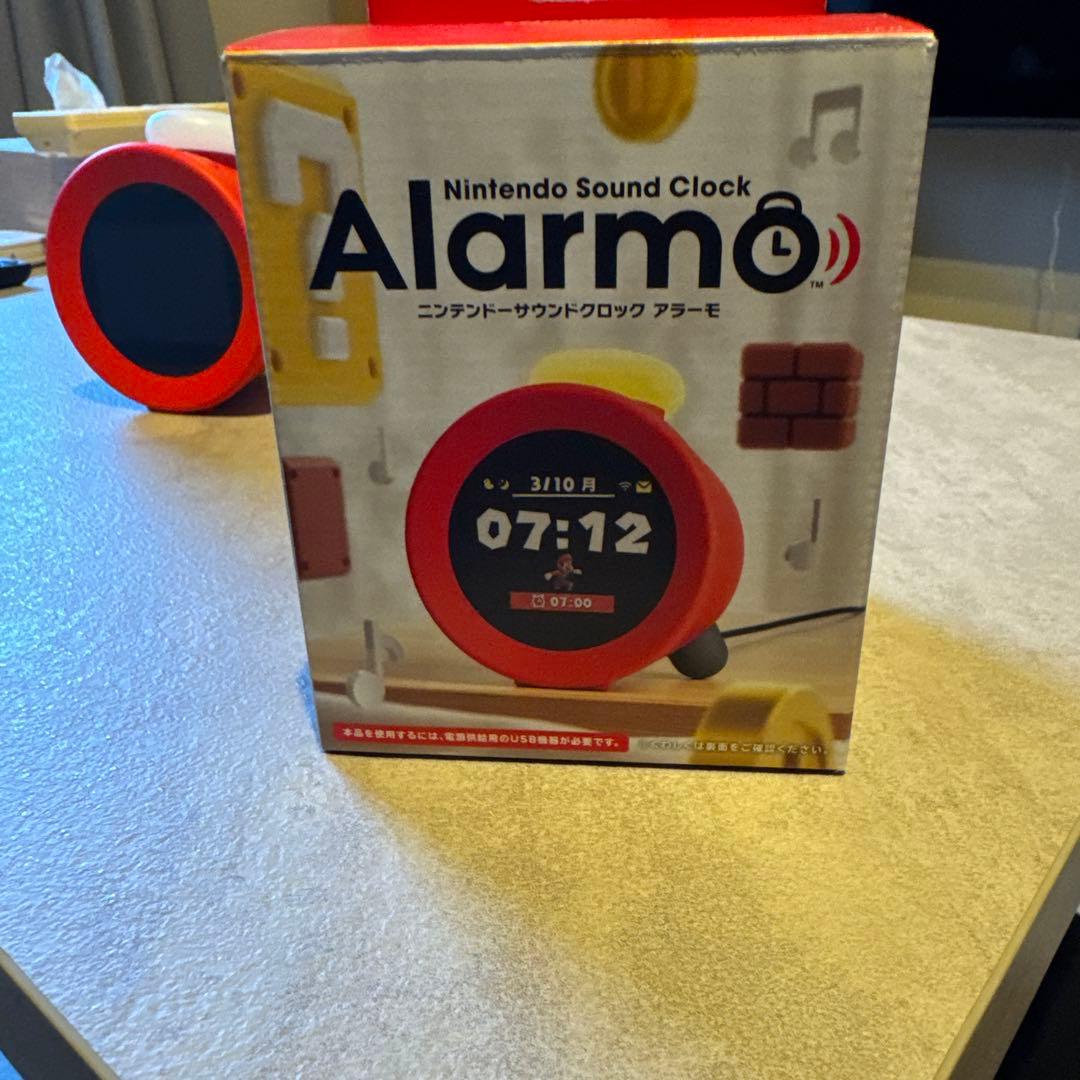 Nintendo Sound Clock
Alarmo
TM
ニンテンドーサウンドクロック アラーモ
3/10 月
07:12
07:00
本品を使用するには、電源供給用のUSB機器が必要です。
※くわしくは裏面をご確認ください。